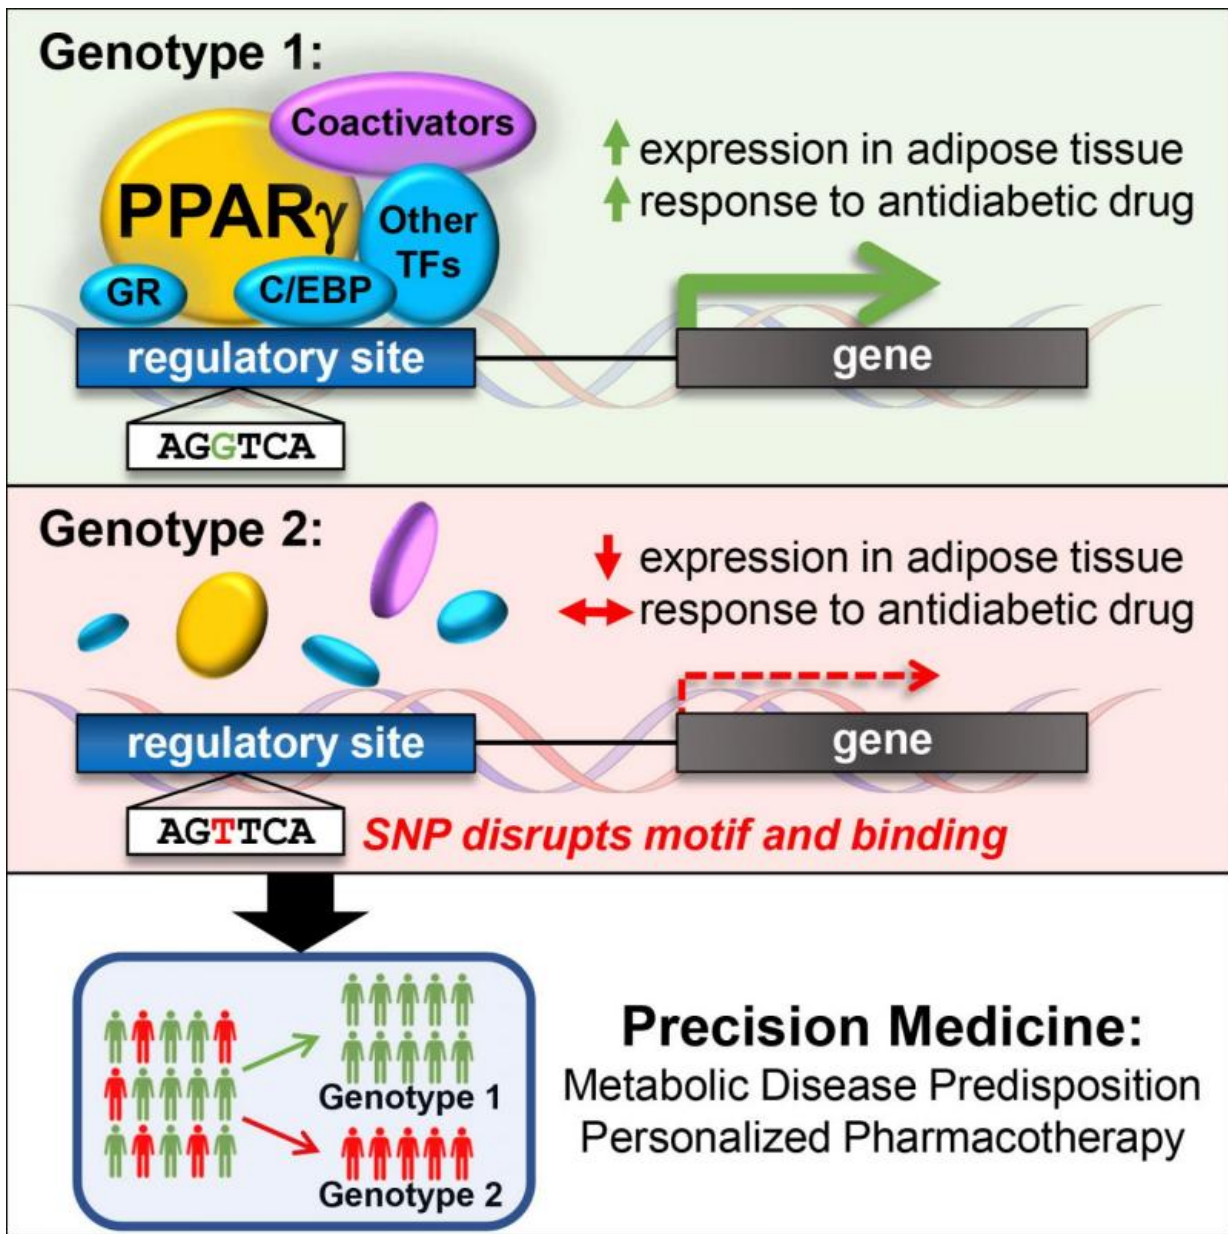 Genotype 1:
Coactivators
PPARγ
Other
TFs
GR
C/EBP
expression in adipose tissue
response to antidiabetic drug
regulatory site
gene
AGGTCA
Genotype 2:
expression in adipose tissue
response to antidiabetic drug
regulatory site
gene
AGTTCA
SNP disrupts motif and binding
Genotype 1
Genotype 2
Precision Medicine:
Metabolic Disease Predisposition
Personalized Pharmacotherapy